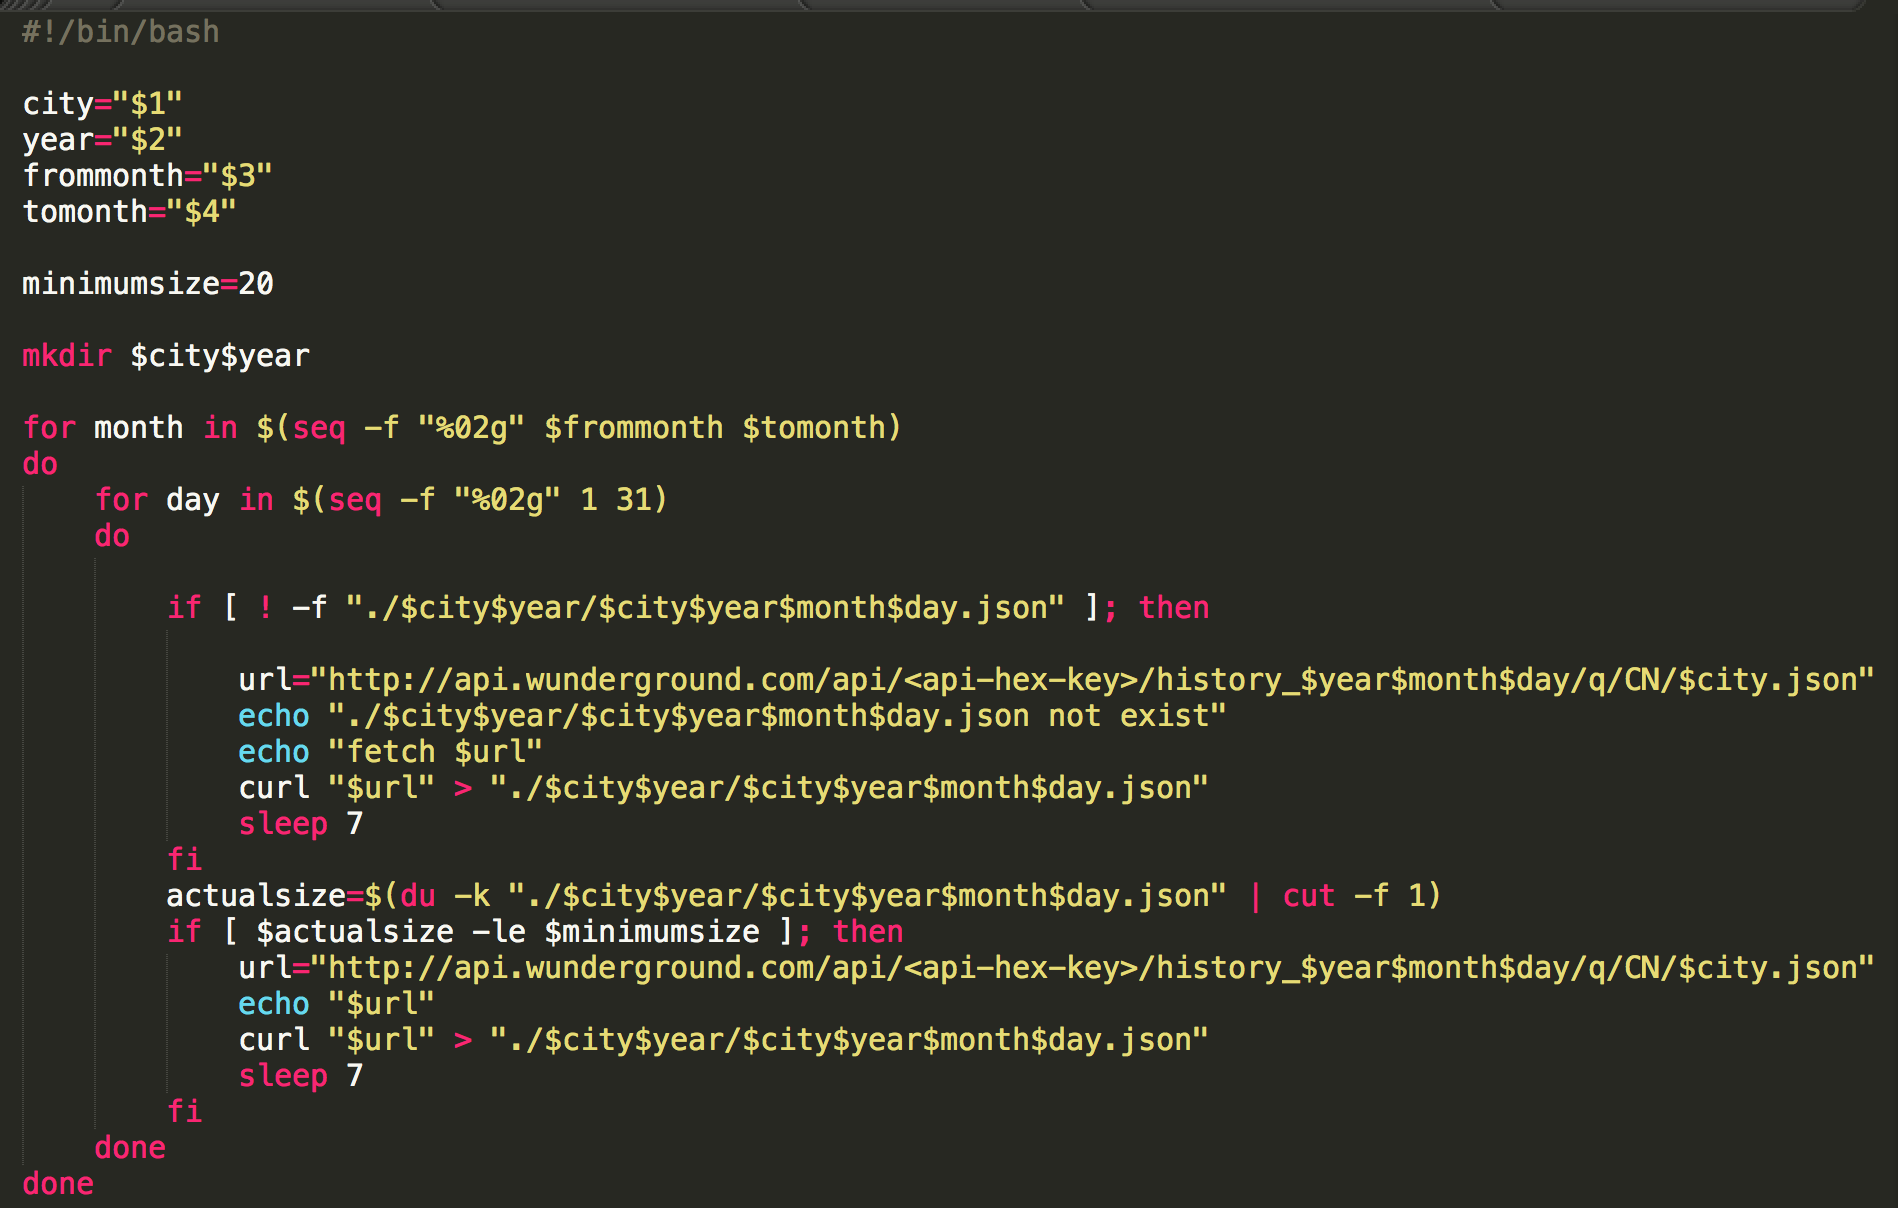 #!/bin/bash
city="$1"
year="$2"
frommonth="$3"
tomonth="$4"
minimumsize=20
mkdir $city$year
for month in $(seq -f "%02g" $frommonth $tomonth)
do
for day in $(seq -f "%02g" 1 31)
do
if [ ! -f "./$city$year/$city$year$month$day.json" ]; then
url="http://api.wunderground.com/api/<api-hex-key>/history_$year$month$day/q/CN/$city.json"
echo "./$city$year/$city$year$month$day.json not exist"
echo "fetch $url"
curl "$url" > "./$city$year/$city$year$month$day.json"
sleep 7
fi
actualsize=$(du -k "./$city$year/$city$year$month$day.json" | cut -f 1)
if [ $actualsize -le $minimumsize ]; then
url="http://api.wunderground.com/api/<api-hex-key>/history_$year$month$day/q/CN/$city.json"
echo "$url"
curl "$url" > "./$city$year/$city$year$month$day.json"
sleep 7
fi
done
done